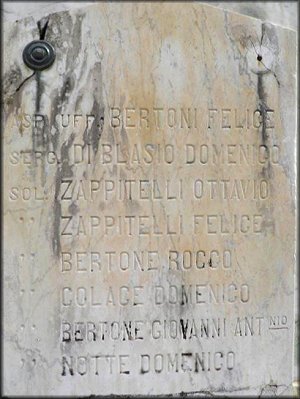 SP. UFF. BERTONI FELICE
SERG. DI BLASIO DOMENICO
SOL. ZAPPITELLI OTTAVIO
" ZAPPITELLI FELICE
" BERTONE ROCCO
" COLACE DOMENICO
" BERTONE GIOVANNI ANTNIO
" NOTTE DOMENICO